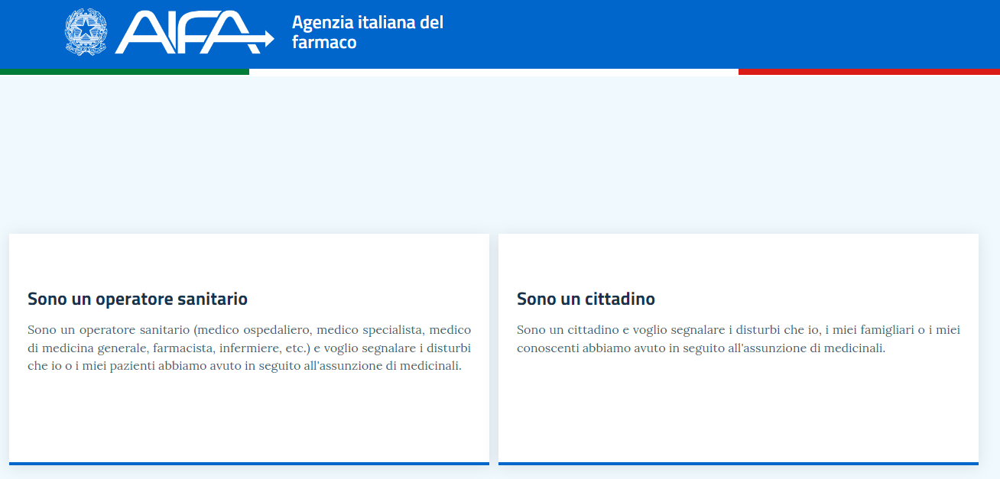 AIFA
Agenzia italiana del
farmaco
Sono un operatore sanitario
Sono un operatore sanitario (medico ospedaliero, medico specialista, medico
di medicina generale, farmacista, infermiere, etc.) e voglio segnalare i disturbi
che io o i miei pazienti abbiamo avuto in seguito all'assunzione di medicinali.
Sono un cittadino
Sono un cittadino e voglio segnalare i disturbi che io, i miei famigliari o i miei
conoscenti abbiamo avuto in seguito all'assunzione di medicinali.